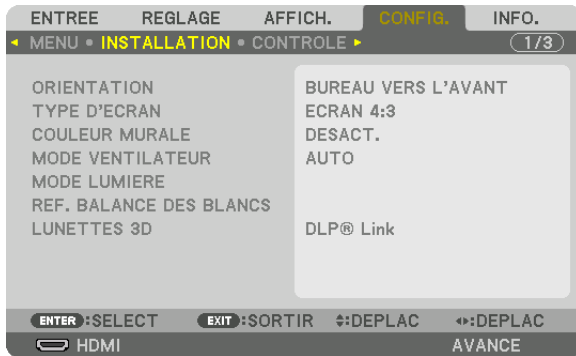 ENTREE REGLAGE AFFICH. CONFIG. INFO.
◂ MENU • INSTALLATION • CONTROLE ▸ 1/3
ORIENTATION BUREAU VERS L'AVANT
TYPE D'ECRAN ECRAN 4:3
COULEUR MURALE DESACT.
MODE VENTILATEUR AUTO
MODE LUMIERE
REF. BALANCE DES BLANCS
LUNETTES 3D DLP® Link
ENTER :SELECT EXIT :SORTIR :DEPLAC :DEPLAC
HDMI AVANCE